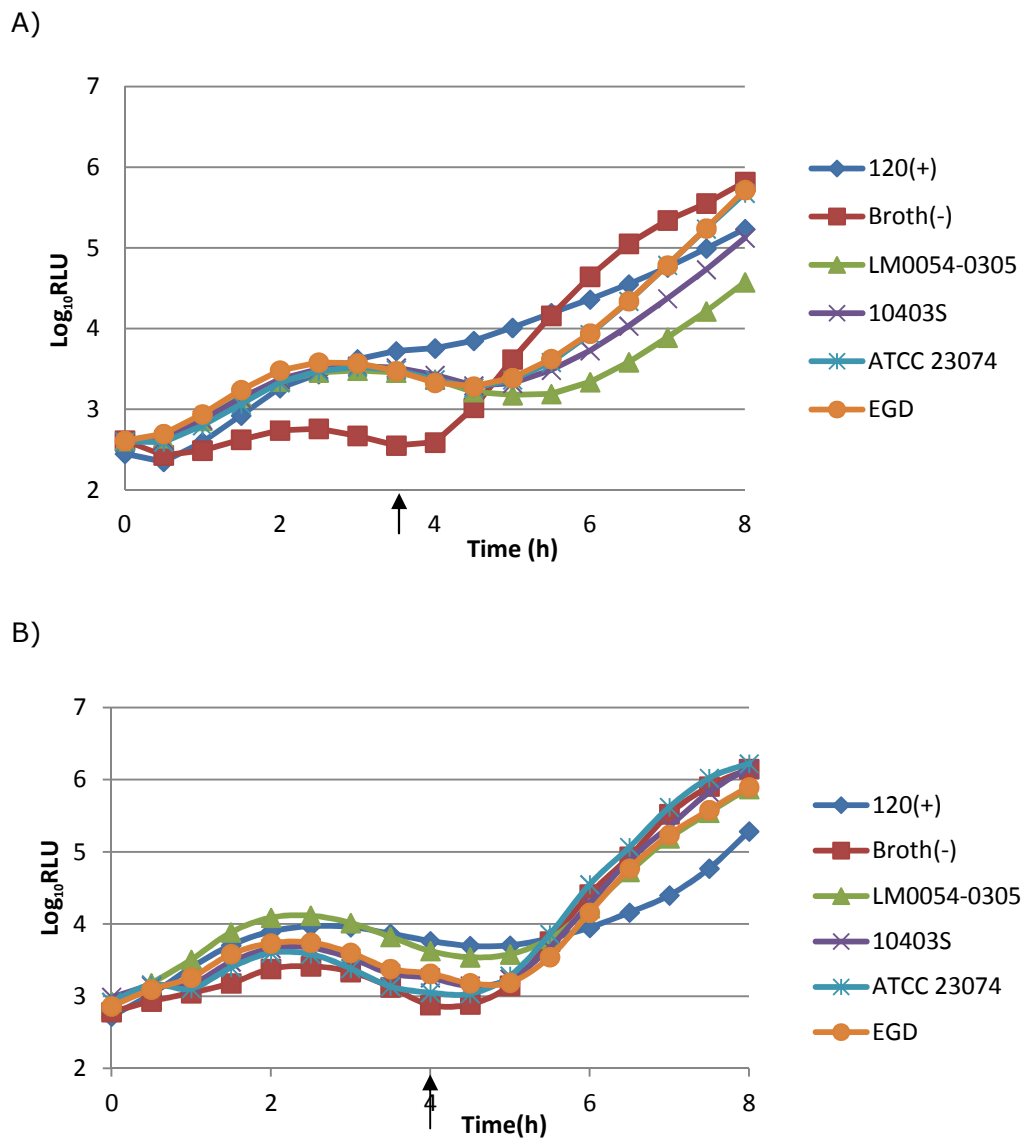 A)
7
6
5
4
3
2
Log₁₀RLU
0 2 4 6 8
Time (h)
120(+)
Broth(-)
LM0054-0305
10403S
ATCC 23074
EGD
B)
7
6
5
4
3
2
Log₁₀RLU
0 2 4 6 8
Time(h)
120(+)
Broth(-)
LM0054-0305
10403S
ATCC 23074
EGD